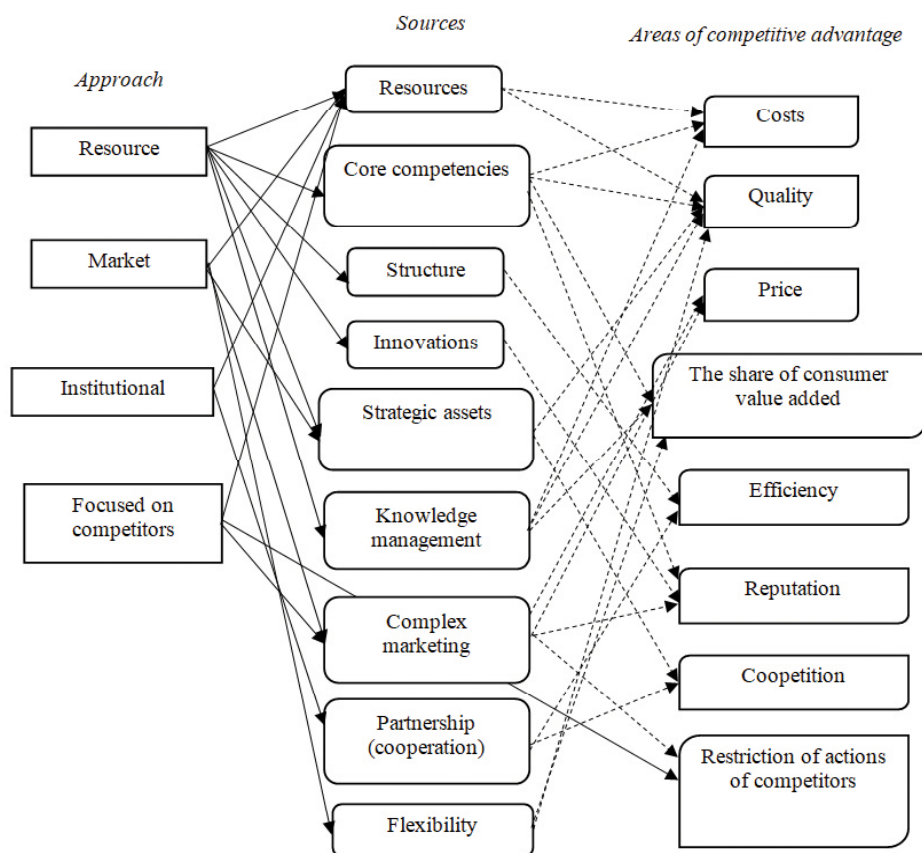 Approach
Resource
Market
Institutional
Focused on
competitors
Sources
Resources
Core competencies
Structure
Innovations
Strategic assets
Knowledge
management
Complex
marketing
Partnership
(cooperation)
Flexibility
Areas of competitive advantage
Costs
Quality
Price
The share of consumer
value added
Efficiency
Reputation
Coopetition
Restriction of actions
of competitors